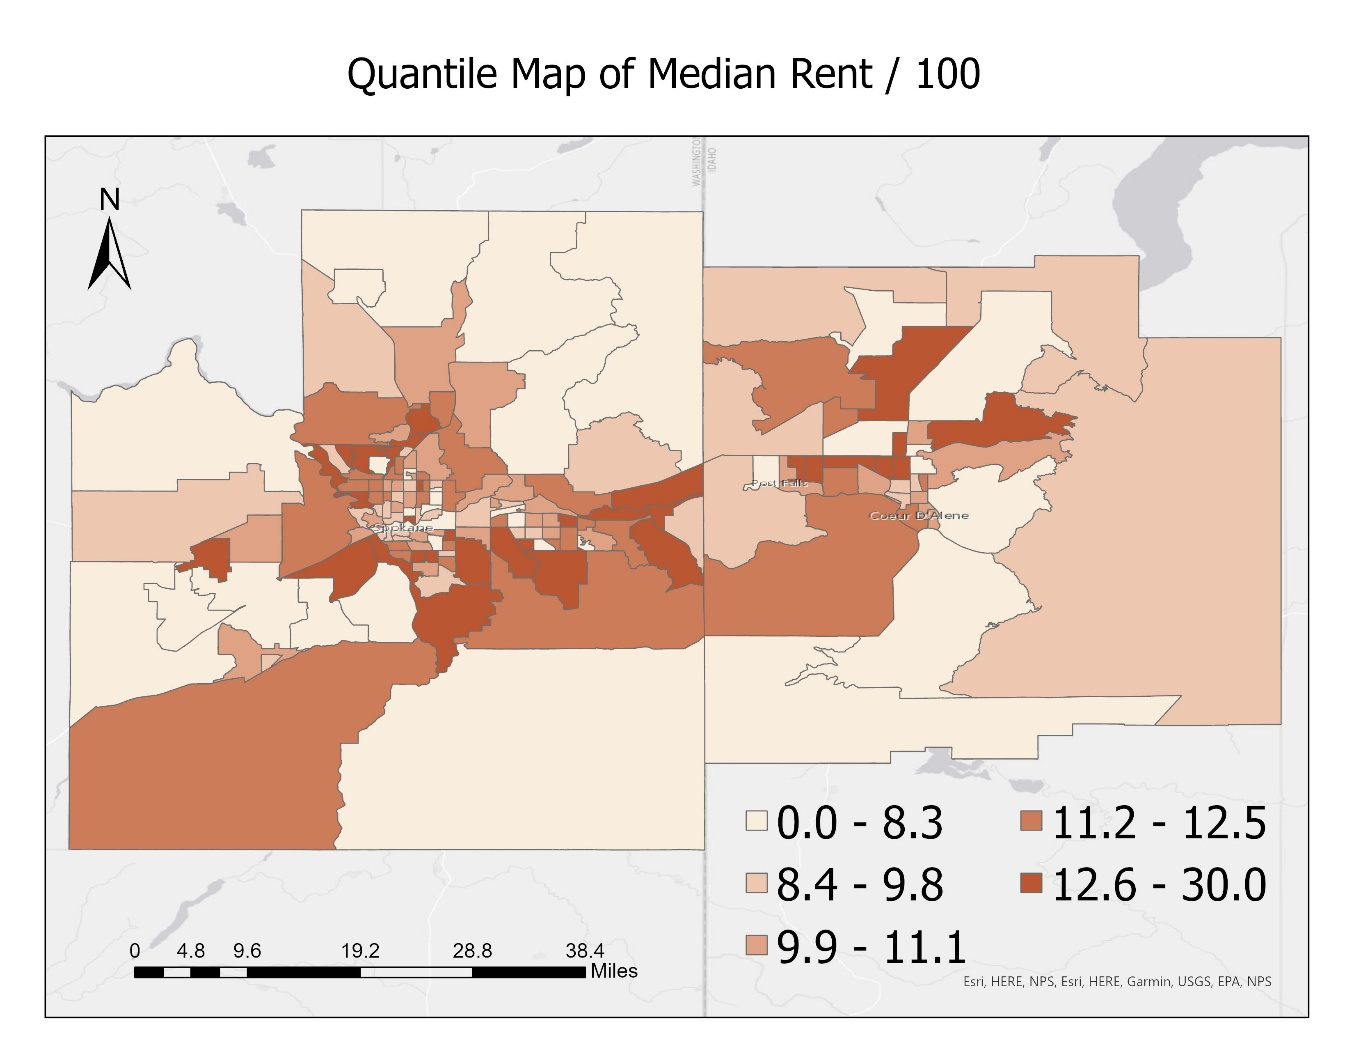 Quantile Map of Median Rent / 100
WASHINGTON
IDAHO
N
Post Falls
Coeur D'Alene
Spokane
0.0 - 8.3
11.2 - 12.5
8.4 - 9.8
12.6 - 30.0
9.9 - 11.1
0 4.8 9.6 19.2 28.8 38.4
Miles
Esri, HERE, NPS, Esri, HERE, Garmin, USGS, EPA, NPS